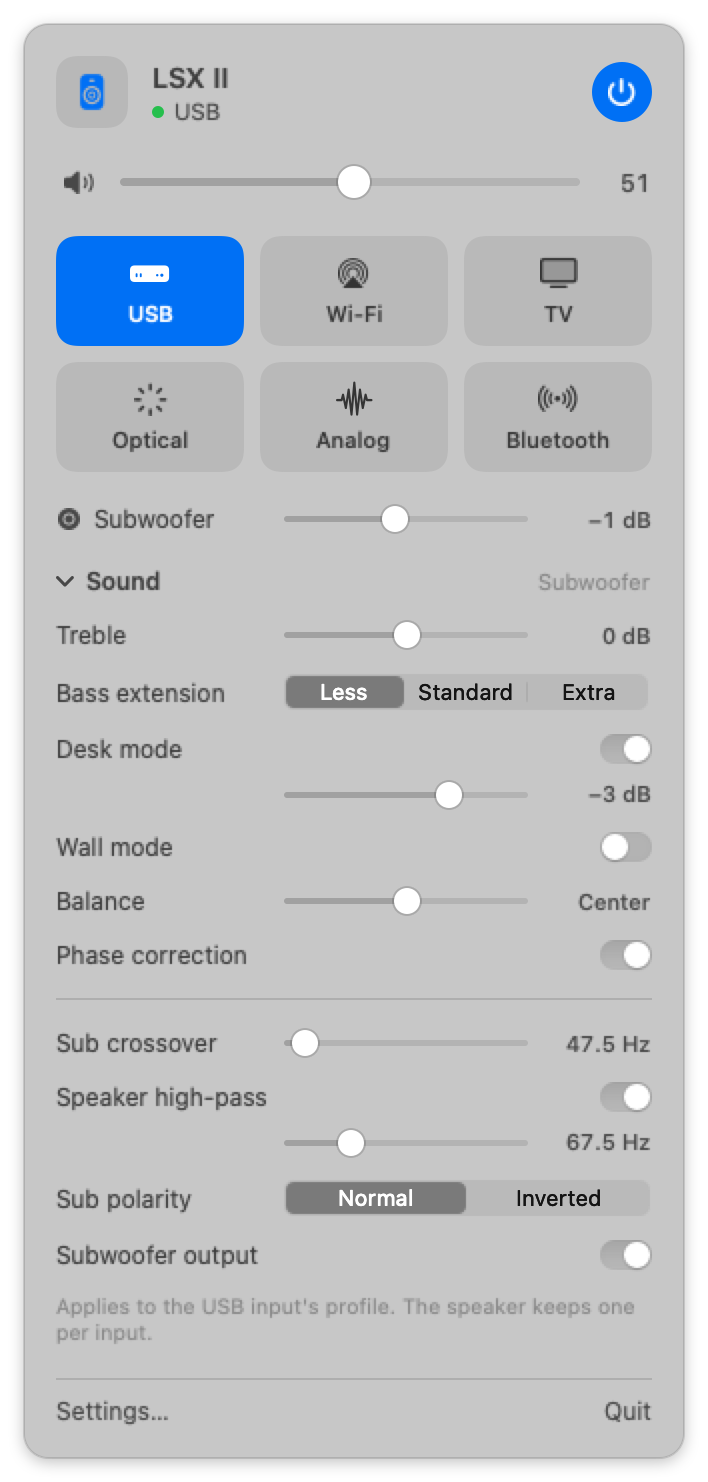 LSX II
USB
51
USB
Wi-Fi
TV
Optical
Analog
Bluetooth
Subwoofer
−1 dB
Sound
Subwoofer
Treble
0 dB
Bass extension
Less
Standard
Extra
Desk mode
−3 dB
Wall mode
Balance
Center
Phase correction
Sub crossover
47.5 Hz
Speaker high-pass
67.5 Hz
Sub polarity
Normal
Inverted
Subwoofer output
Applies to the USB input's profile. The speaker keeps one
per input.
Settings...
Quit